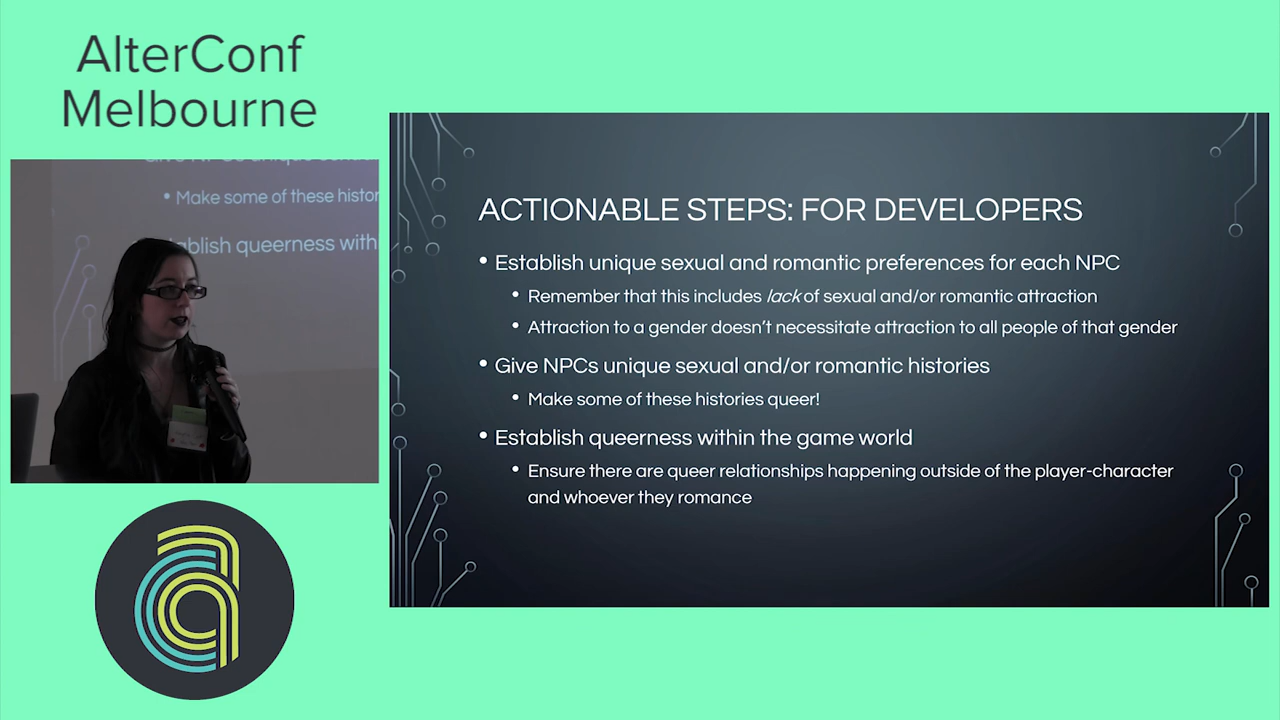 AlterConf
Melbourne
• Make some of these histor
ablish queerness with
ACTIONABLE STEPS: FOR DEVELOPERS
• Establish unique sexual and romantic preferences for each NPC
• Remember that this includes lack of sexual and/or romantic attraction
• Attraction to a gender doesn't necessitate attraction to all people of that gender
• Give NPCs unique sexual and/or romantic histories
• Make some of these histories queer!
• Establish queerness within the game world
• Ensure there are queer relationships happening outside of the player-character
and whoever they romance